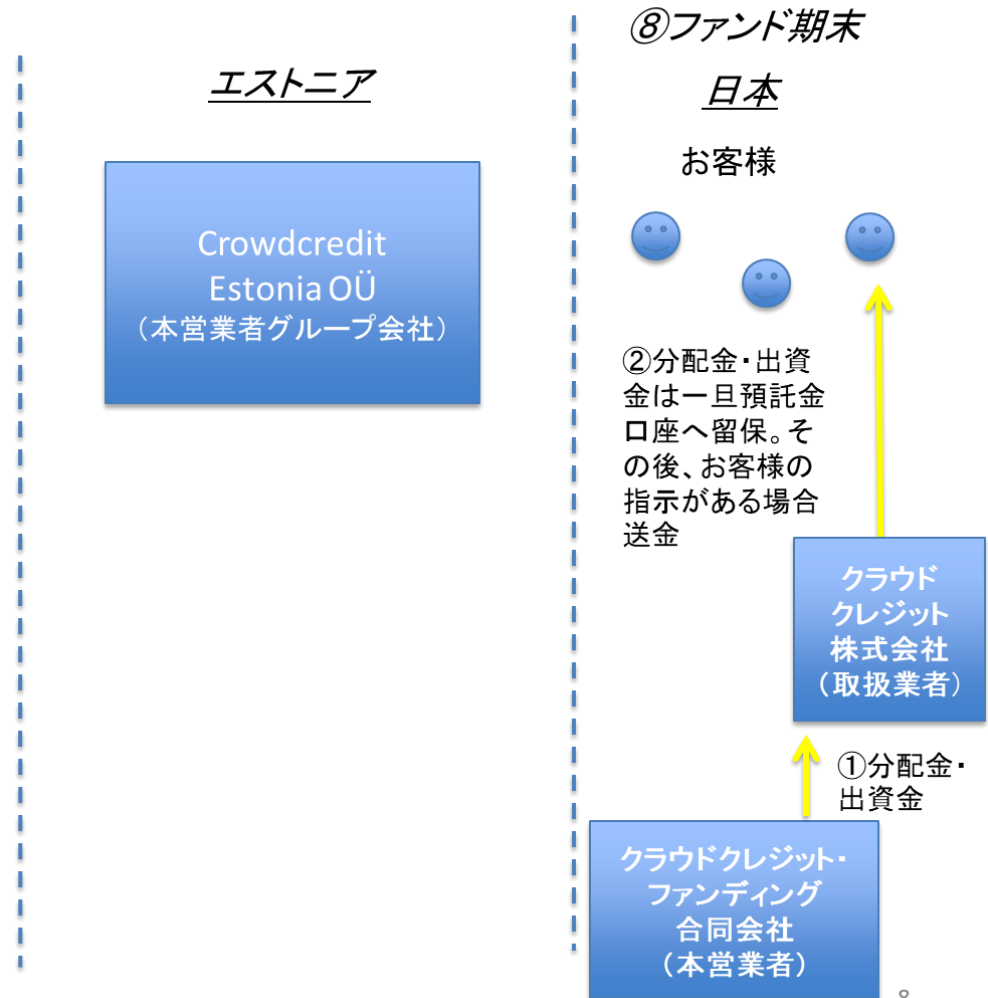 ⑧ファンド期末
エストニア
日本
お客様
Crowdcredit
Estonia OÜ
（本営業者グループ会社）
②分配金・出資
金は一旦預託金
口座へ留保。そ
の後、お客様の
指示がある場合
送金
クラウド
クレジット
株式会社
（取扱業者）
①分配金・
出資金
クラウドクレジット・
ファンディング
合同会社
（本営業者）
8